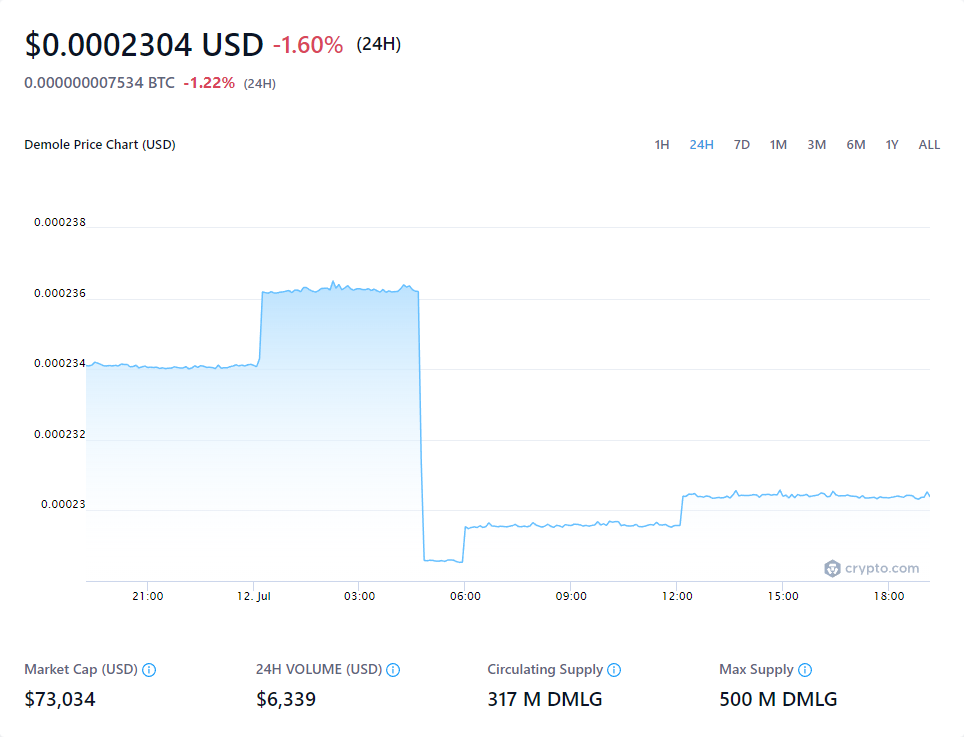 $0.0002304 USD -1.60% (24H)
0.000000007534 BTC -1.22% (24H)
Demole Price Chart (USD) 1H 24H 7D 1M 3M 6M 1Y ALL
0.000238
0.000236
0.000234
0.000232
0.00023
crypto.com
21:00 12. Jul 03:00 06:00 09:00 12:00 15:00 18:00
Market Cap (USD) 24H VOLUME (USD) Circulating Supply Max Supply
$73,034 $6,339 317 M DMLG 500 M DMLG